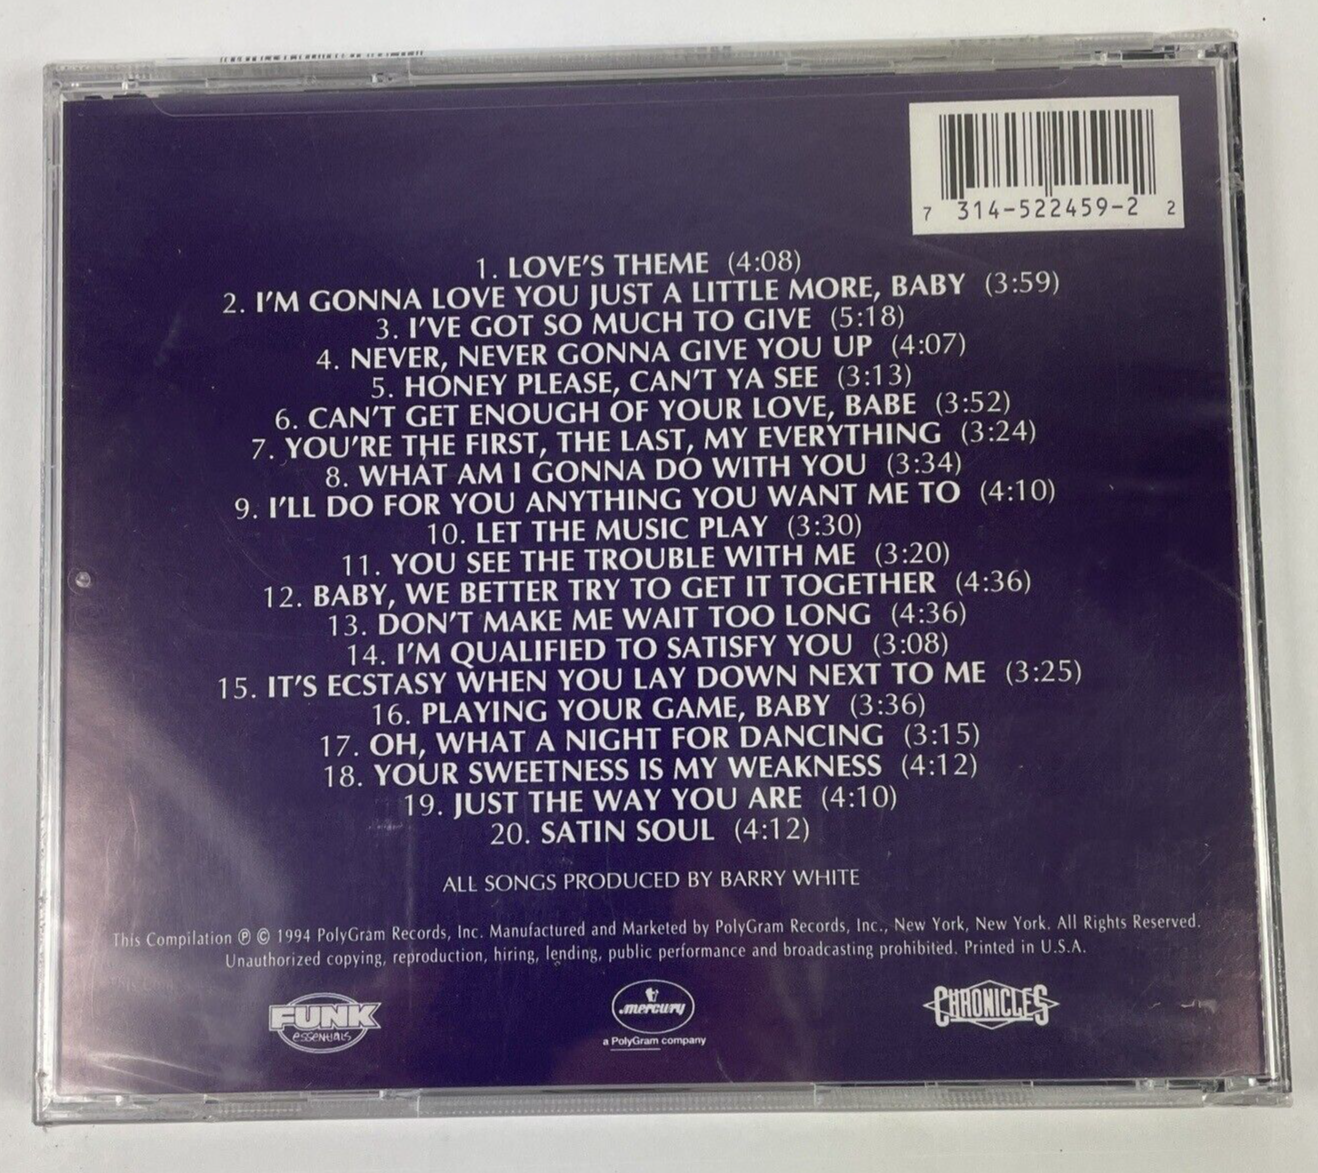 7 314-522459-2 2
1. LOVE'S THEME (4:08)
2. I'M GONNA LOVE YOU JUST A LITTLE MORE, BABY (3:59)
3. I'VE GOT SO MUCH TO GIVE (5:18)
4. NEVER, NEVER GONNA GIVE YOU UP (4:07)
5. HONEY PLEASE, CAN'T YA SEE (3:13)
6. CAN'T GET ENOUGH OF YOUR LOVE, BABE (3:52)
7. YOU'RE THE FIRST, THE LAST, MY EVERYTHING (3:24)
8. WHAT AM I GONNA DO WITH YOU (3:34)
9. I'LL DO FOR YOU ANYTHING YOU WANT ME TO (4:10)
10. LET THE MUSIC PLAY (3:30)
11. YOU SEE THE TROUBLE WITH ME (3:20)
12. BABY, WE BETTER TRY TO GET IT TOGETHER (4:36)
13. DON'T MAKE ME WAIT TOO LONG (4:36)
14. I'M QUALIFIED TO SATISFY YOU (3:08)
15. IT'S ECSTASY WHEN YOU LAY DOWN NEXT TO ME (3:25)
16. PLAYING YOUR GAME, BABY (3:36)
17. OH, WHAT A NIGHT FOR DANCING (3:15)
18. YOUR SWEETNESS IS MY WEAKNESS (4:12)
19. JUST THE WAY YOU ARE (4:10)
20. SATIN SOUL (4:12)
ALL SONGS PRODUCED BY BARRY WHITE
This Compilation ℗ © 1994 PolyGram Records, Inc. Manufactured and Marketed by PolyGram Records, Inc., New York, New York. All Rights Reserved.
Unauthorized copying, reproduction, hiring, lending, public performance and broadcasting prohibited. Printed in U.S.A.
FUNK
essentials
mercury
a PolyGram company
CHRONICLES